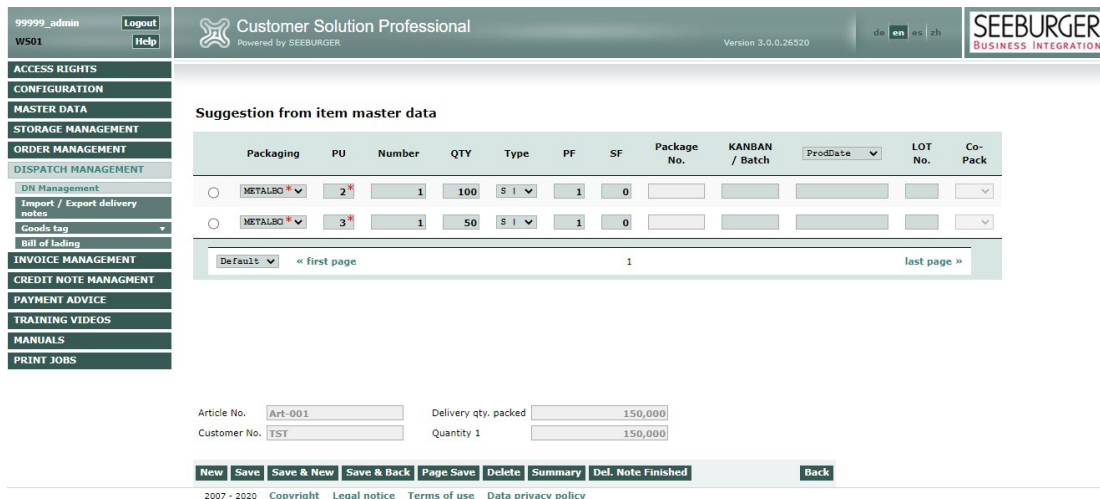 99999_admin Logout
WS01 Help
Customer Solution Professional
Powered by SEEBURGER
Version 3.0.0.26520
de en es zh
SEEBURGER
BUSINESS INTEGRATION
ACCESS RIGHTS
CONFIGURATION
MASTER DATA
STORAGE MANAGEMENT
ORDER MANAGEMENT
DISPATCH MANAGEMENT
DN Management
Import / Export delivery
notes
Goods tag
Bill of lading
INVOICE MANAGEMENT
CREDIT NOTE MANAGMENT
PAYMENT ADVICE
TRAINING VIDEOS
MANUALS
PRINT JOBS
Suggestion from item master data
Packaging PU Number QTY Type PF SF Package No. KANBAN / Batch ProdDate LOT No. Co-Pack
METALBO* 2* 1 100 S I 1 0
METALBO* 3* 1 50 S I 1 0
Default « first page 1 last page »
Article No. Art-001 Delivery qty. packed 150,000
Customer No. TST Quantity 1 150,000
New Save Save & New Save & Back Page Save Delete Summary Del. Note Finished Back
2007 - 2020 Copyright Legal notice Terms of use Data privacy policy